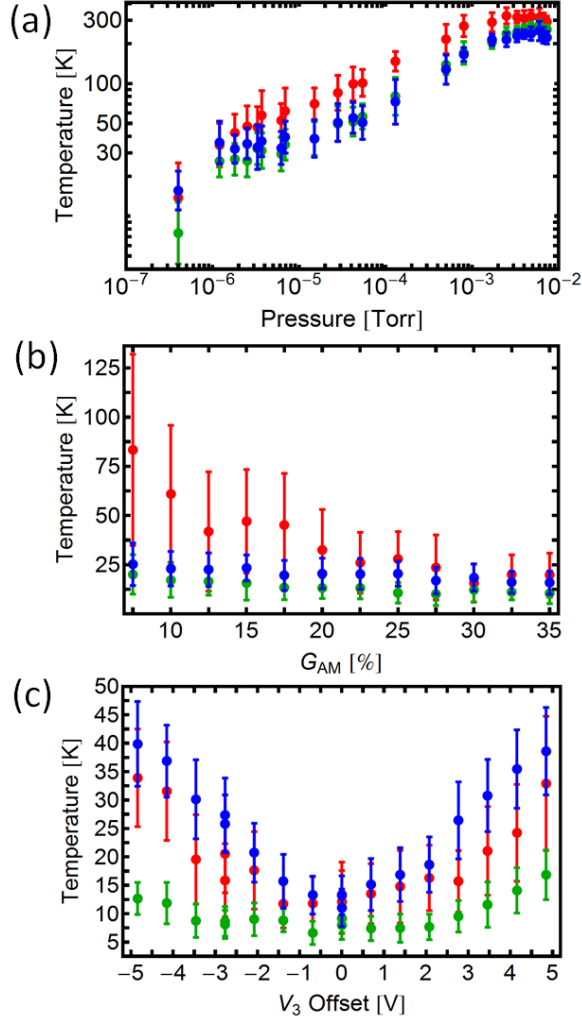 (a)
Temperature [K]
300
100
50
30
10⁻⁷ 10⁻⁶ 10⁻⁵ 10⁻⁴ 10⁻³ 10⁻²
Pressure [Torr]
(b)
Temperature [K]
125
100
75
50
25
10 15 20 25 30 35
G_AM [%]
(c)
Temperature [K]
50
45
40
35
30
25
20
15
10
5
−5 −4 −3 −2 −1 0 1 2 3 4 5
V₃ Offset [V]